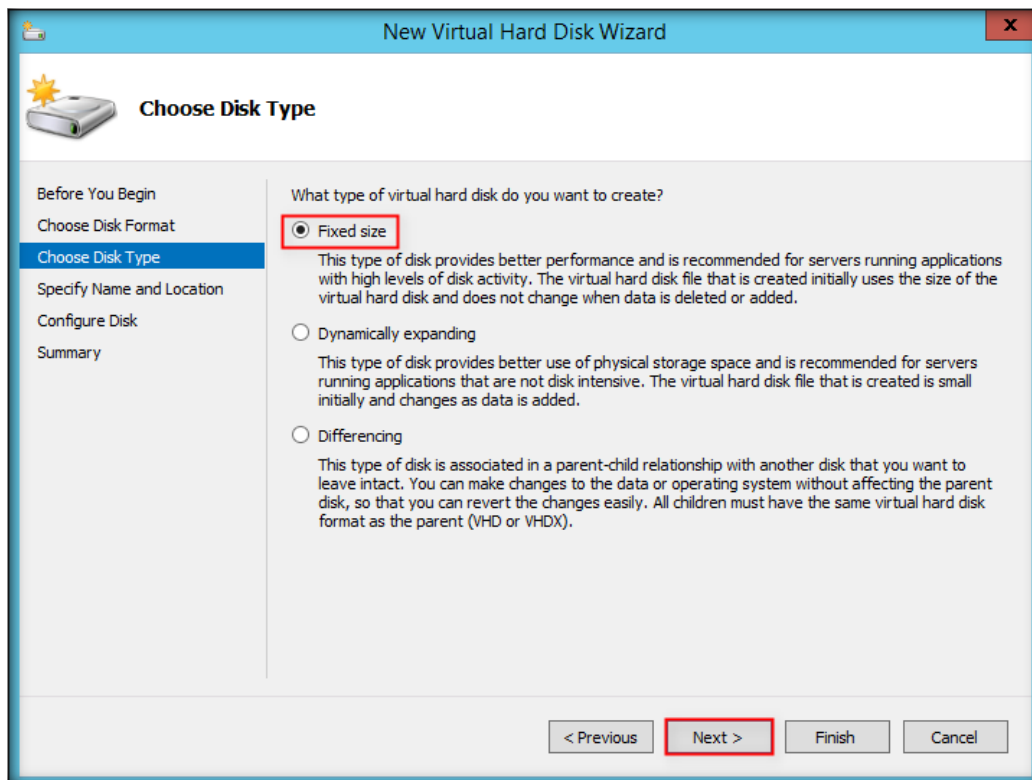 New Virtual Hard Disk Wizard
x
Choose Disk Type
Before You Begin
Choose Disk Format
Choose Disk Type
Specify Name and Location
Configure Disk
Summary
What type of virtual hard disk do you want to create?
Fixed size
This type of disk provides better performance and is recommended for servers running applications
with high levels of disk activity. The virtual hard disk file that is created initially uses the size of the
virtual hard disk and does not change when data is deleted or added.
Dynamically expanding
This type of disk provides better use of physical storage space and is recommended for servers
running applications that are not disk intensive. The virtual hard disk file that is created is small
initially and changes as data is added.
Differencing
This type of disk is associated in a parent-child relationship with another disk that you want to
leave intact. You can make changes to the data or operating system without affecting the parent
disk, so that you can revert the changes easily. All children must have the same virtual hard disk
format as the parent (VHD or VHDX).
< Previous
Next >
Finish
Cancel